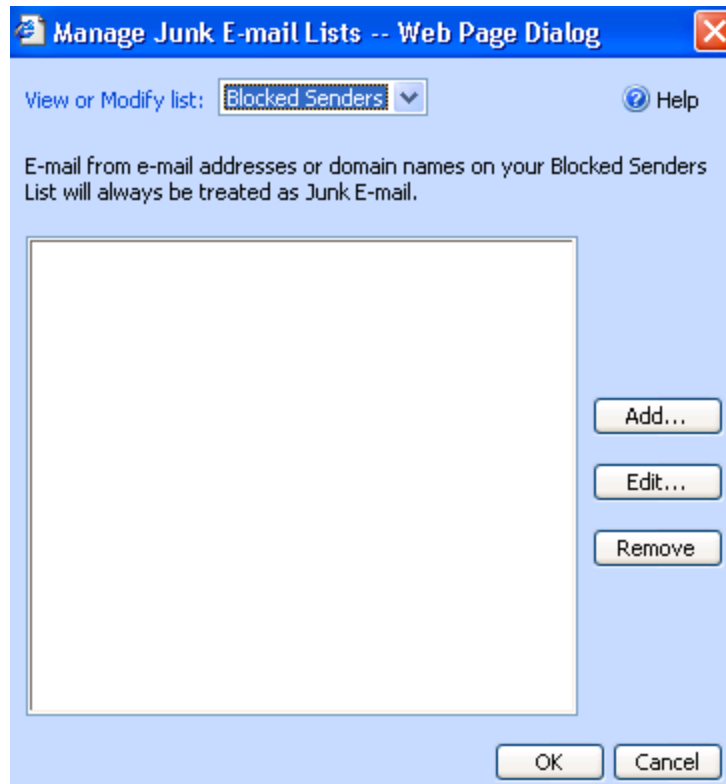 Manage Junk E-mail Lists -- Web Page Dialog
View or Modify list: Blocked Senders Help
E-mail from e-mail addresses or domain names on your Blocked Senders
List will always be treated as Junk E-mail.
Add...
Edit...
Remove
OK Cancel